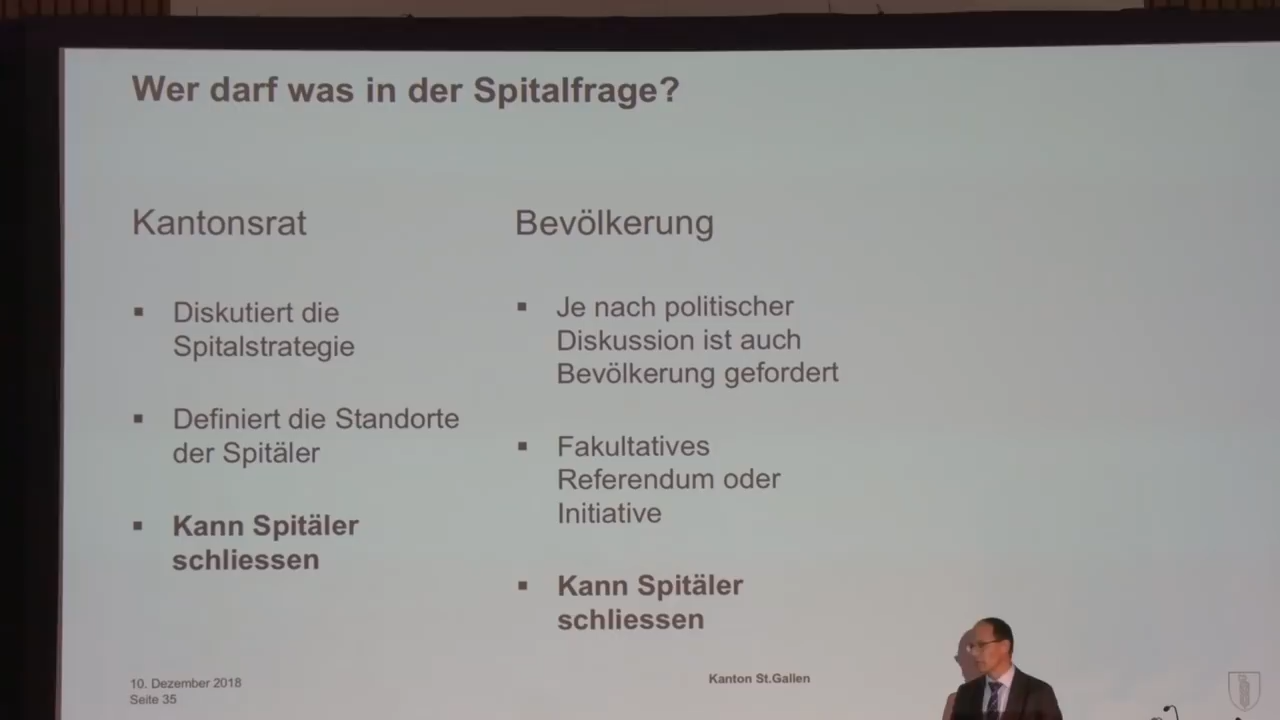 Wer darf was in der Spitalfrage?
Kantonsrat
▪ Diskutiert die
Spitalstrategie
▪ Definiert die Standorte
der Spitäler
▪ Kann Spitäler
schliessen
Bevölkerung
▪ Je nach politischer
Diskussion ist auch
Bevölkerung gefordert
▪ Fakultatives
Referendum oder
Initiative
▪ Kann Spitäler
schliessen
10. Dezember 2018
Seite 35
Kanton St.Gallen